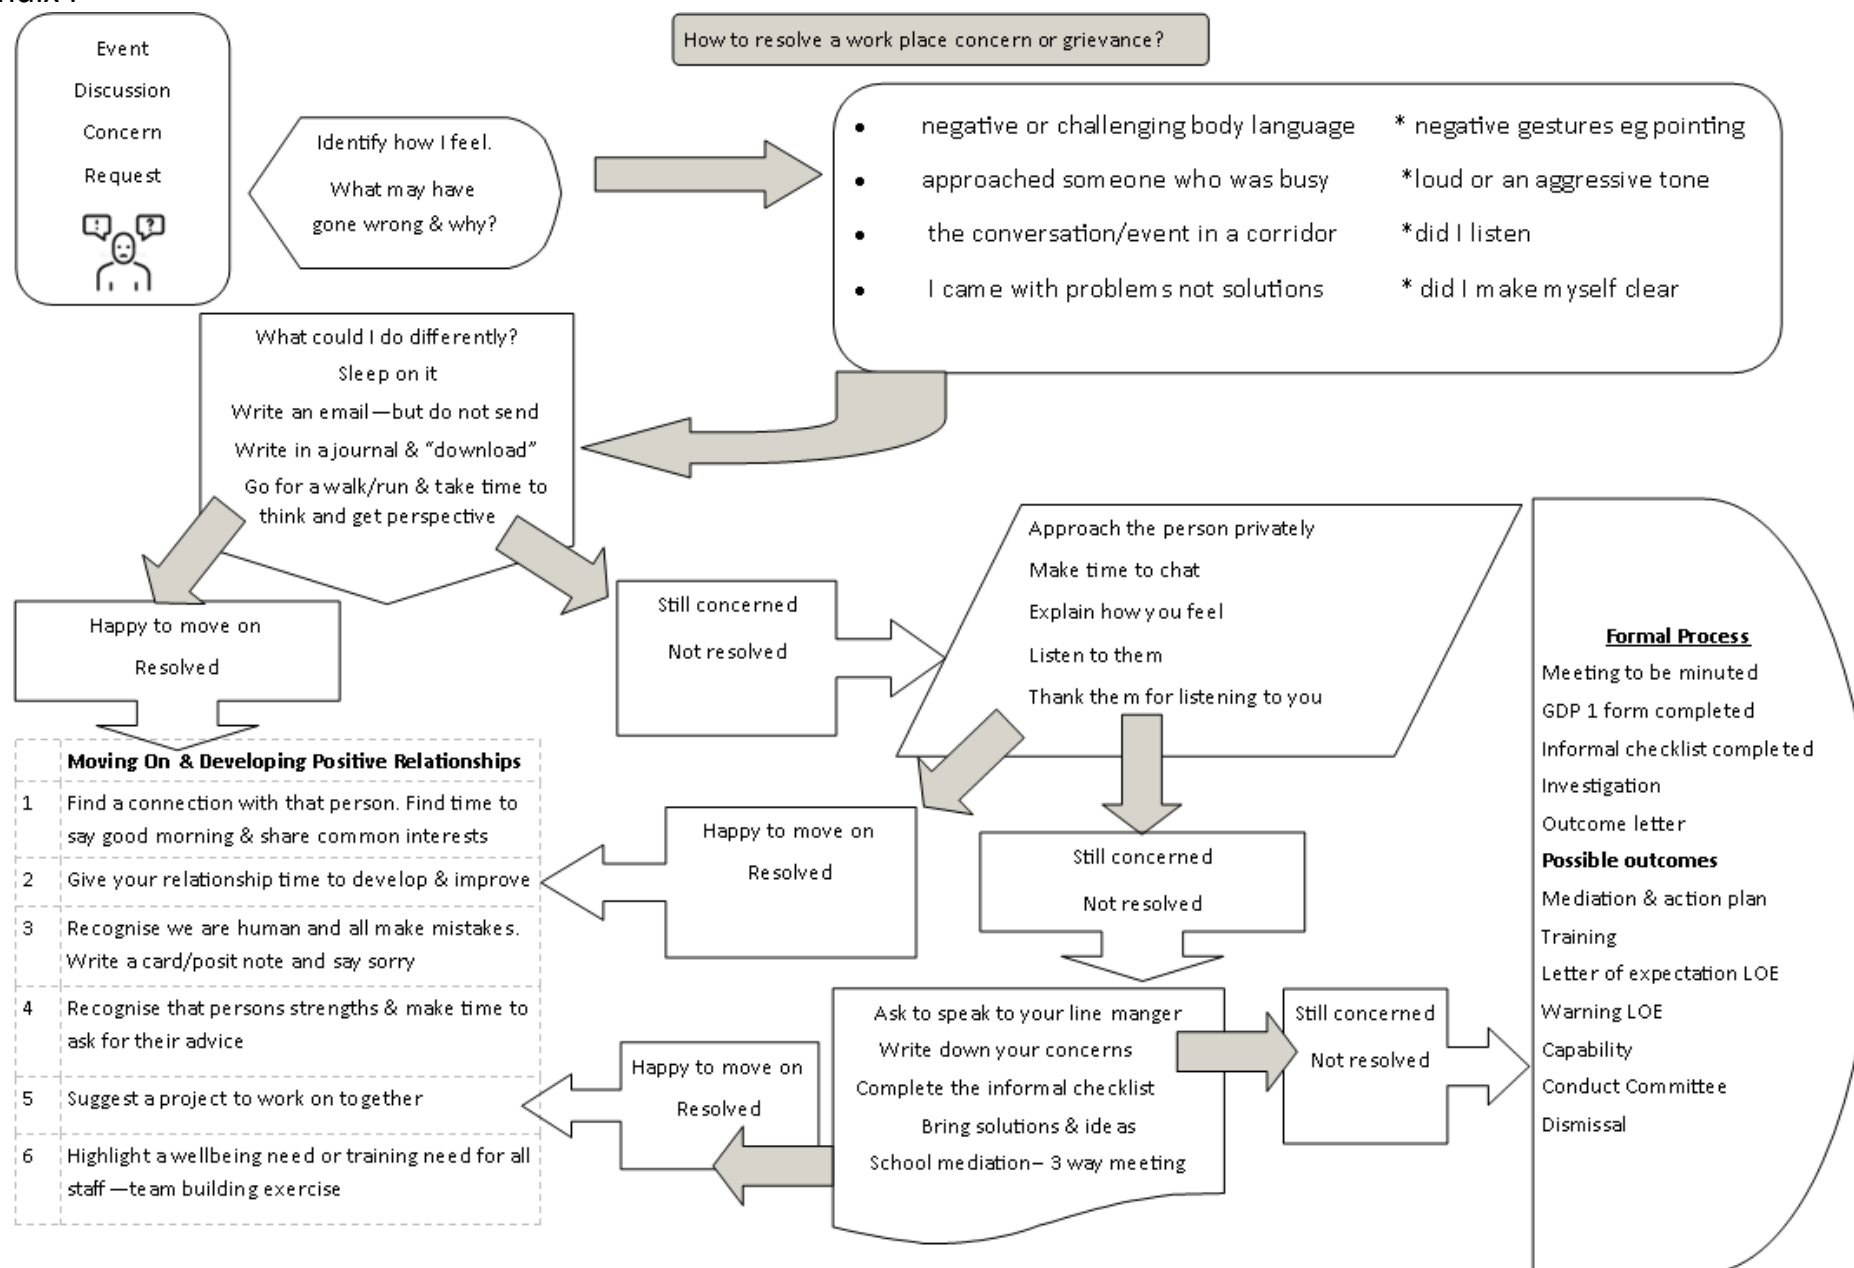 How to resolve a work place concern or grievance?
Event
Discussion
Concern
Request
! ?
Identify how I feel.
What may have
gone wrong & why?
• negative or challenging body language * negative gestures eg pointing
• approached someone who was busy *loud or an aggressive tone
• the conversation/event in a corridor *did I listen
• I came with problems not solutions * did I make myself clear
What could I do differently?
Sleep on it
Write an email—but do not send
Write in a journal & “download”
Go for a walk/run & take time to
think and get perspective
Happy to move on
Resolved
Still concerned
Not resolved
Approach the person privately
Make time to chat
Explain how you feel
Listen to them
Thank them for listening to you
Happy to move on
Resolved
Still concerned
Not resolved
Moving On & Developing Positive Relationships
1 Find a connection with that person. Find time to
say good morning & share common interests
2 Give your relationship time to develop & improve
3 Recognise we are human and all make mistakes.
Write a card/posit note and say sorry
4 Recognise that persons strengths & make time to
ask for their advice
5 Suggest a project to work on together
6 Highlight a wellbeing need or training need for all
staff—team building exercise
Ask to speak to your line manger
Write down your concerns
Complete the informal checklist
Bring solutions & ideas
School mediation– 3 way meeting
Happy to move on
Resolved
Still concerned
Not resolved
Formal Process
Meeting to be minuted
GDP 1 form completed
Informal checklist completed
Investigation
Outcome letter
Possible outcomes
Mediation & action plan
Training
Letter of expectation LOE
Warning LOE
Capability
Conduct Committee
Dismissal